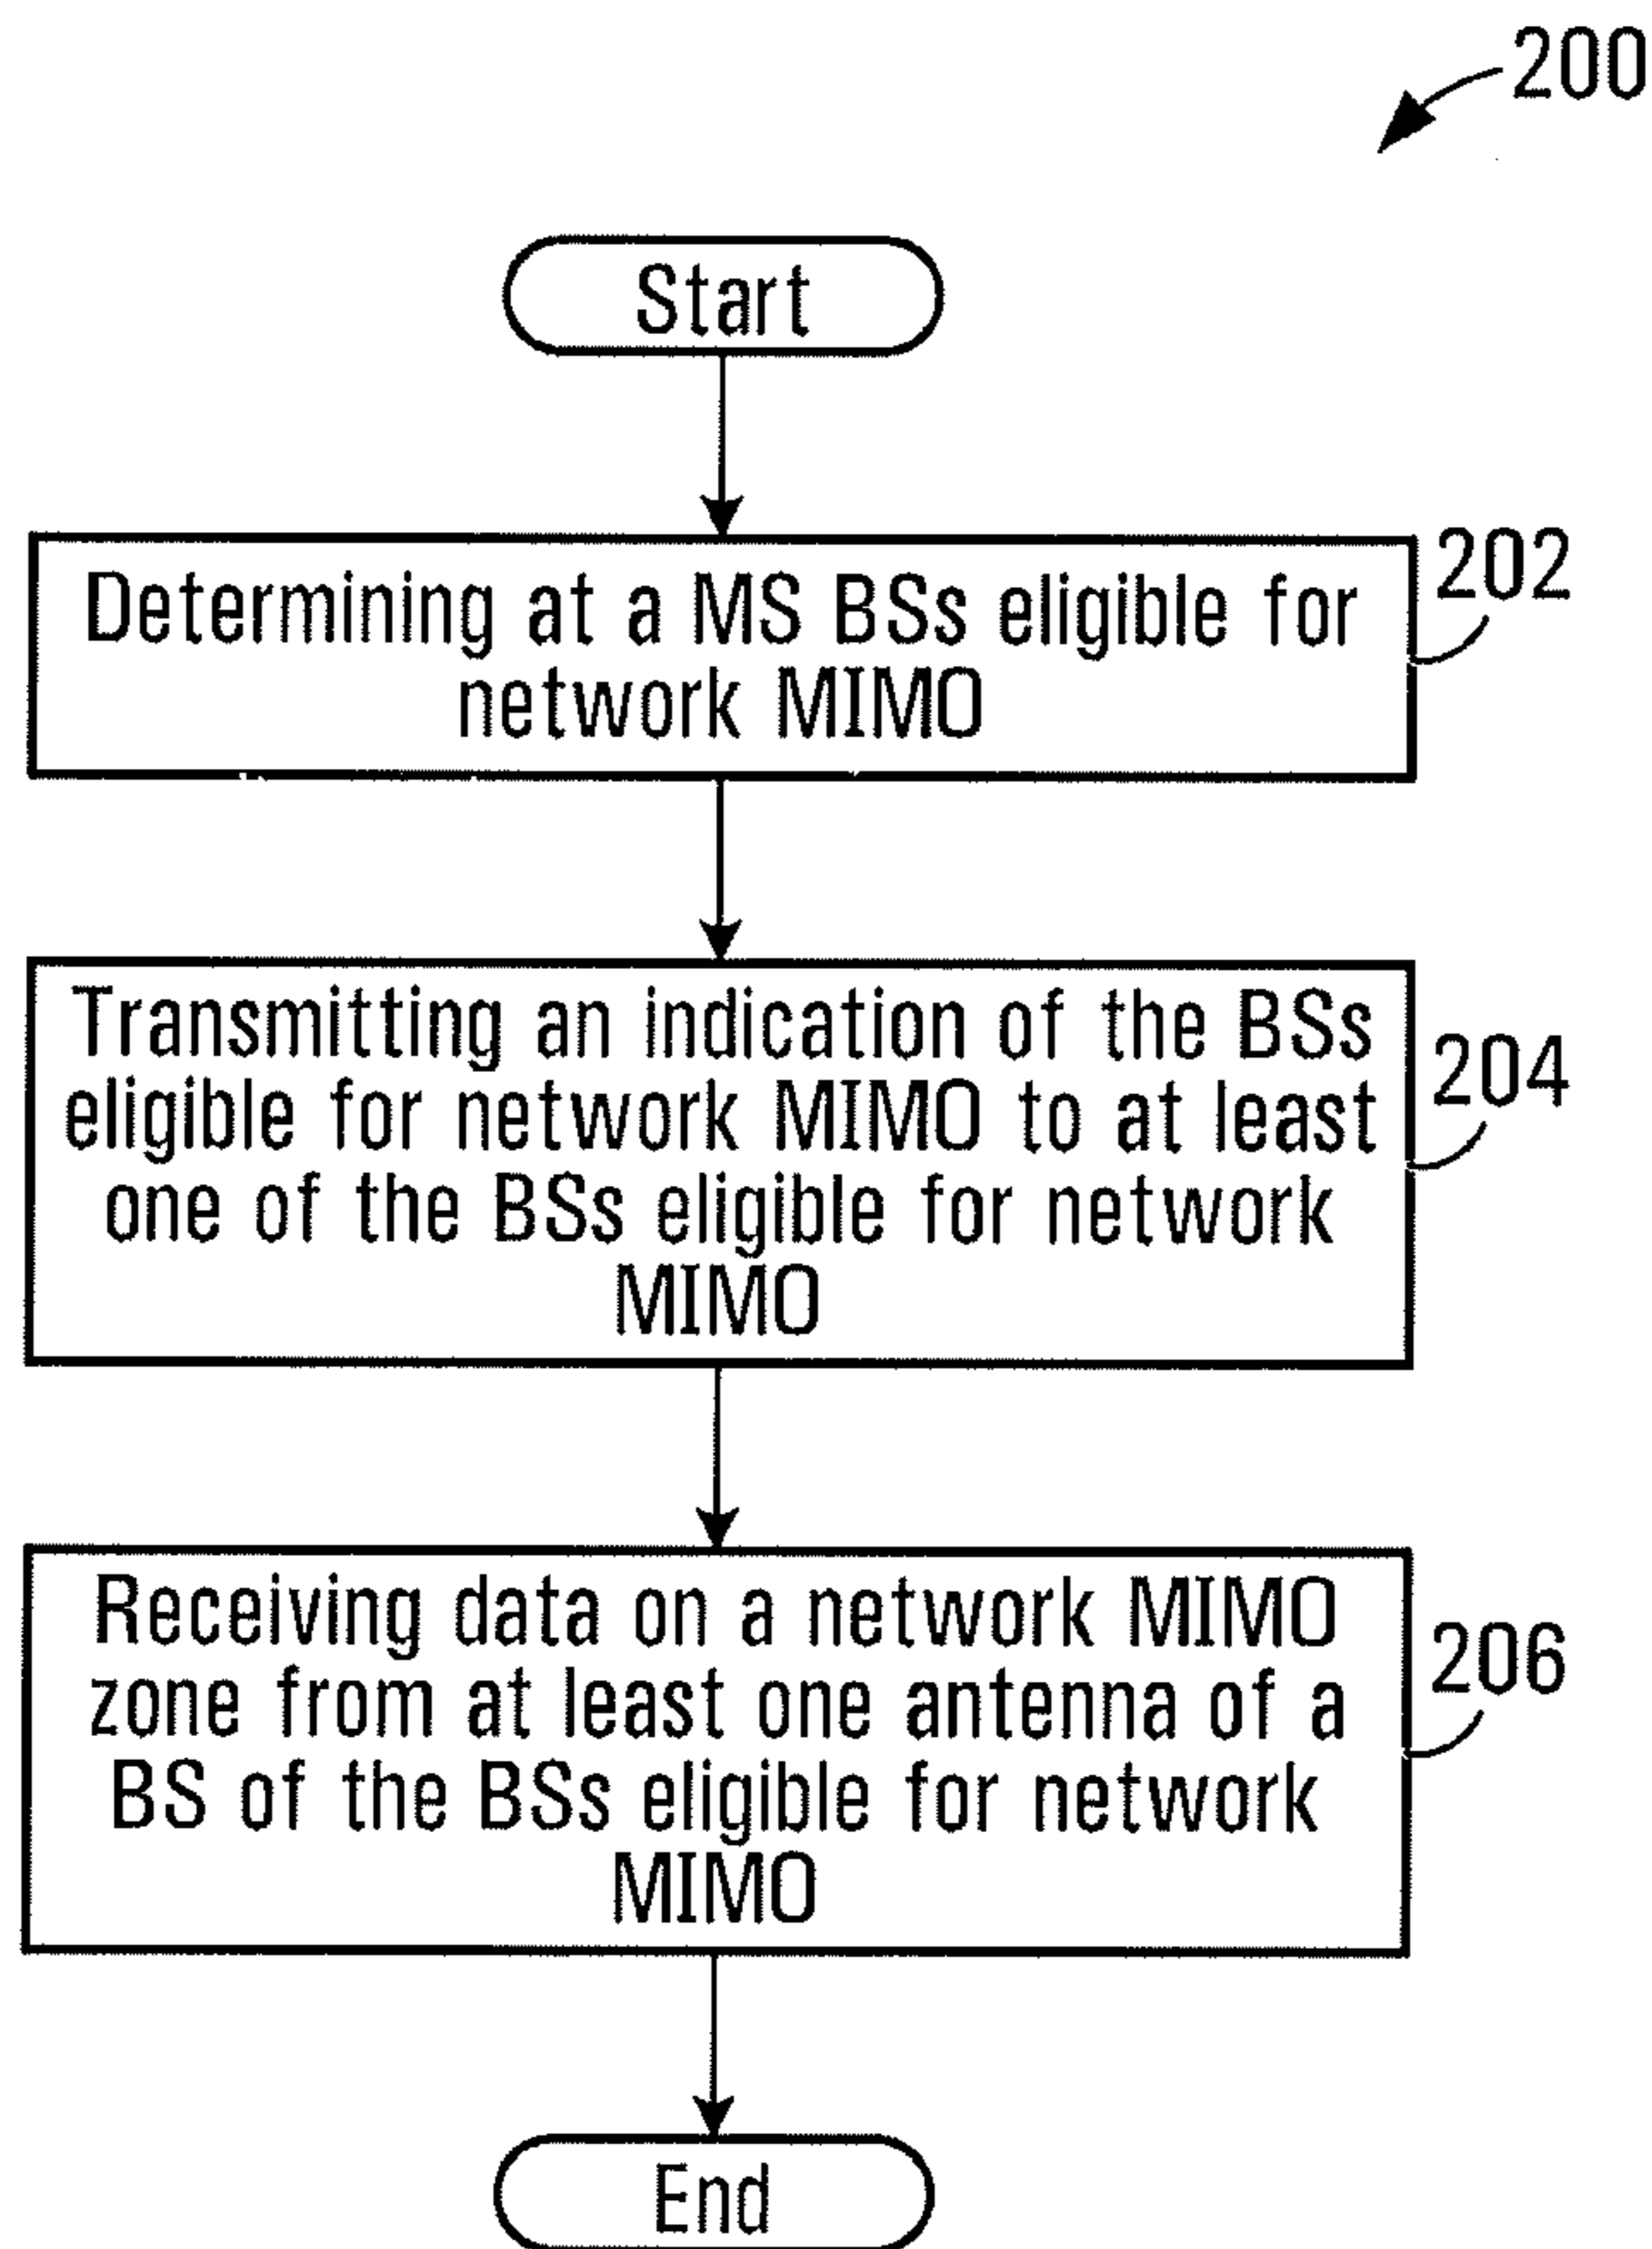 200
Start
Determining at a MS BSs eligible for
network MIMO
202
Transmitting an indication of the BSs
eligible for network MIMO to at least
one of the BSs eligible for network
MIMO
204
Receiving data on a network MIMO
zone from at least one antenna of a
BS of the BSs eligible for network
MIMO
206
End